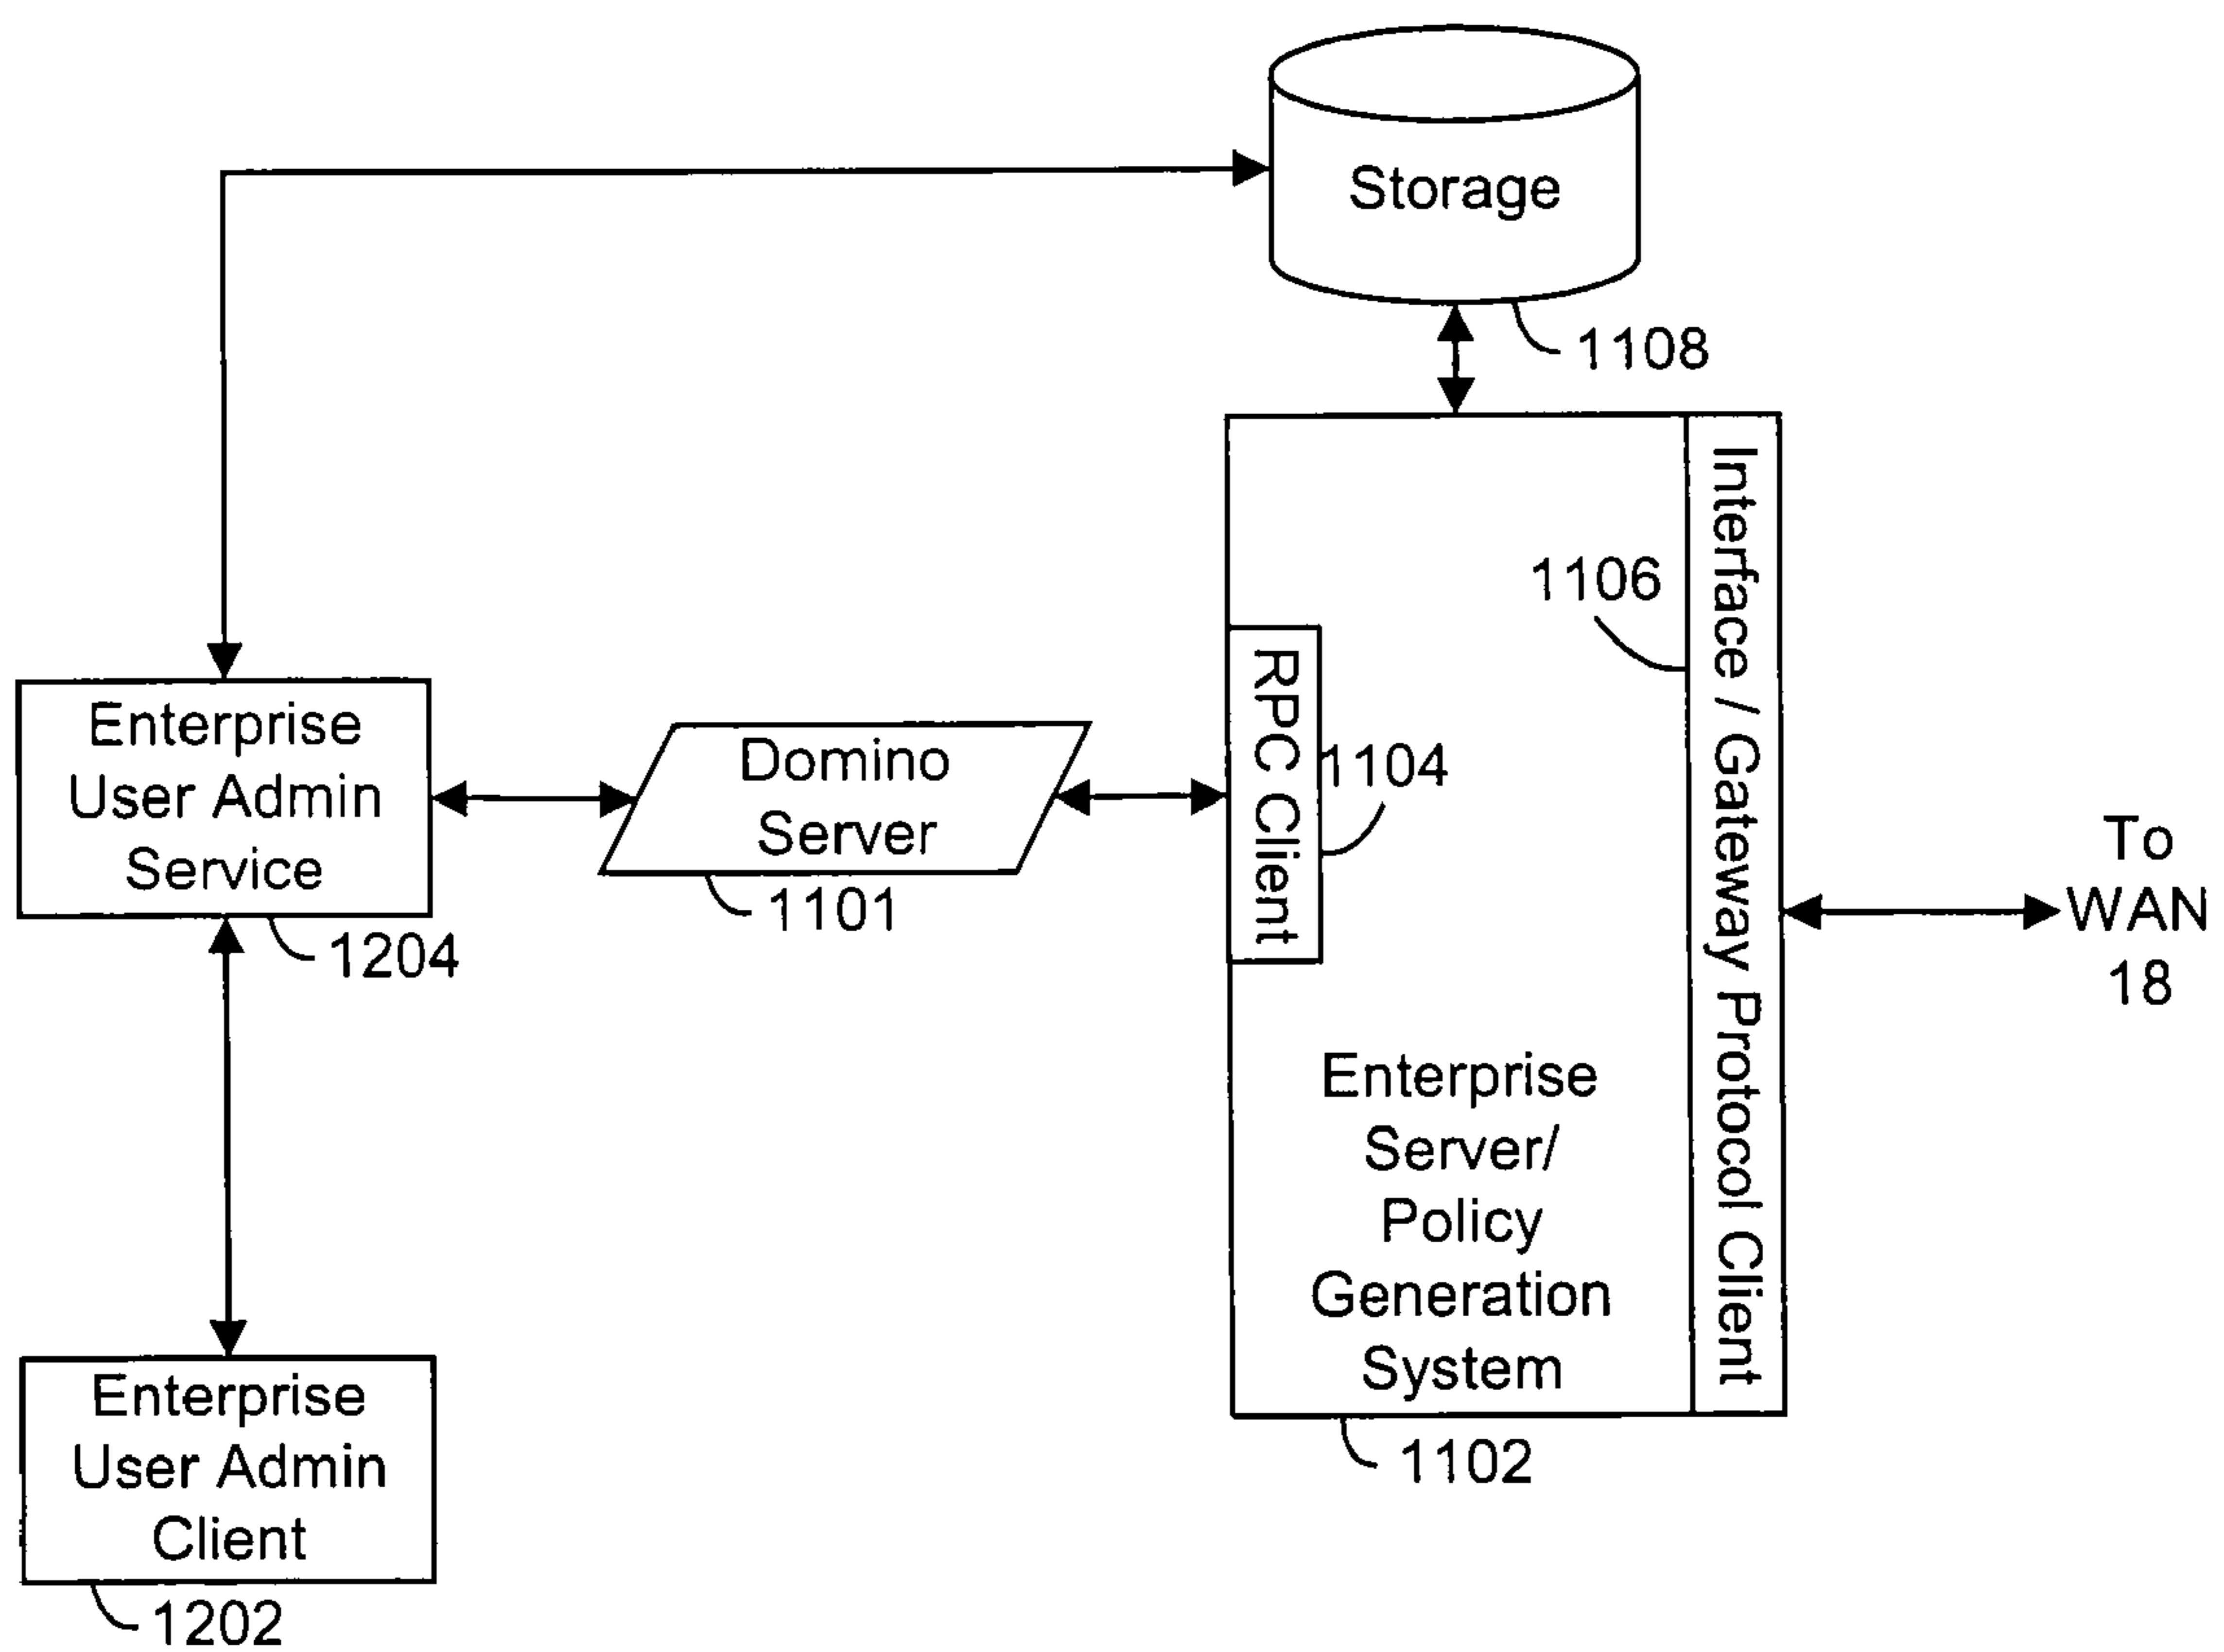 Storage
1108
1106
Interface / Gateway Protocol Client
RPC Client
1104
Enterprise
User Admin
Service
1204
Domino
Server
1101
To
WAN
18
Enterprise
Server/
Policy
Generation
System
1102
Enterprise
User Admin
Client
1202